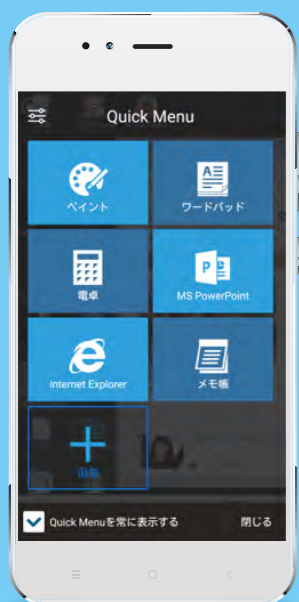 Quick Menu
ペイント
ワードパッド
電卓
MS PowerPoint
Internet Explorer
メモ帳
追加
Quick Menuを常に表示する
閉じる